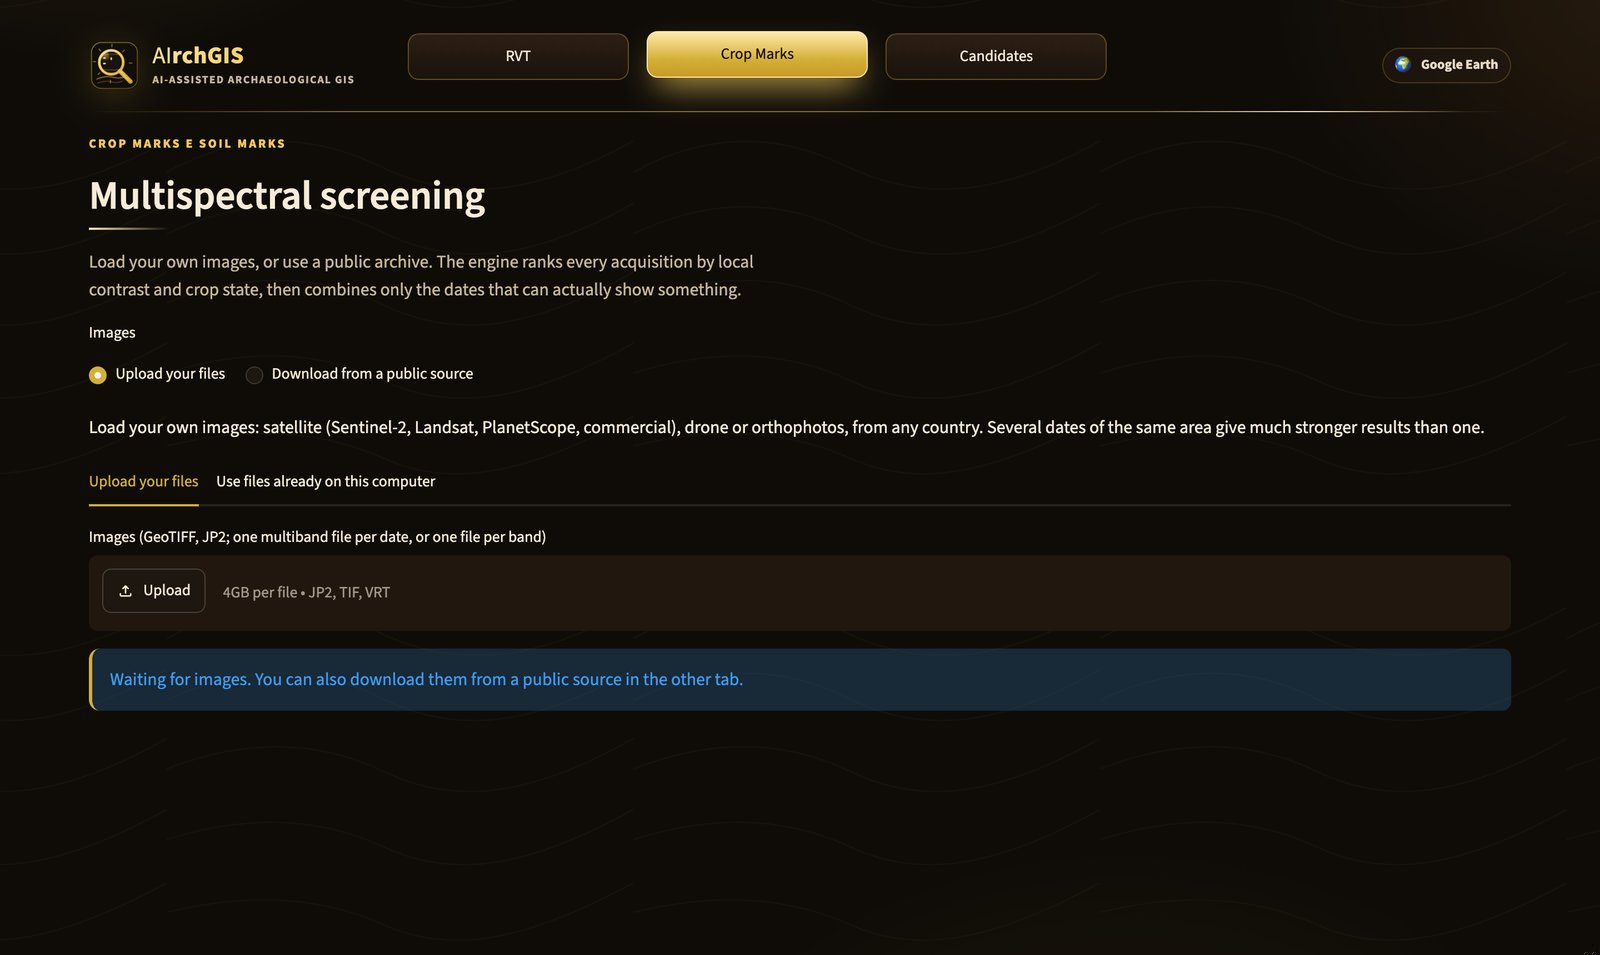 AIrchGIS
AI-ASSISTED ARCHAEOLOGICAL GIS
RVT
Crop Marks
Candidates
Google Earth
CROP MARKS E SOIL MARKS
Multispectral screening
Load your own images, or use a public archive. The engine ranks every acquisition by local
contrast and crop state, then combines only the dates that can actually show something.
Images
Upload your files
Download from a public source
Load your own images: satellite (Sentinel-2, Landsat, PlanetScope, commercial), drone or orthophotos, from any country. Several dates of the same area give much stronger results than one.
Upload your files
Use files already on this computer
Images (GeoTIFF, JP2; one multiband file per date, or one file per band)
Upload
4GB per file • JP2, TIF, VRT
Waiting for images. You can also download them from a public source in the other tab.